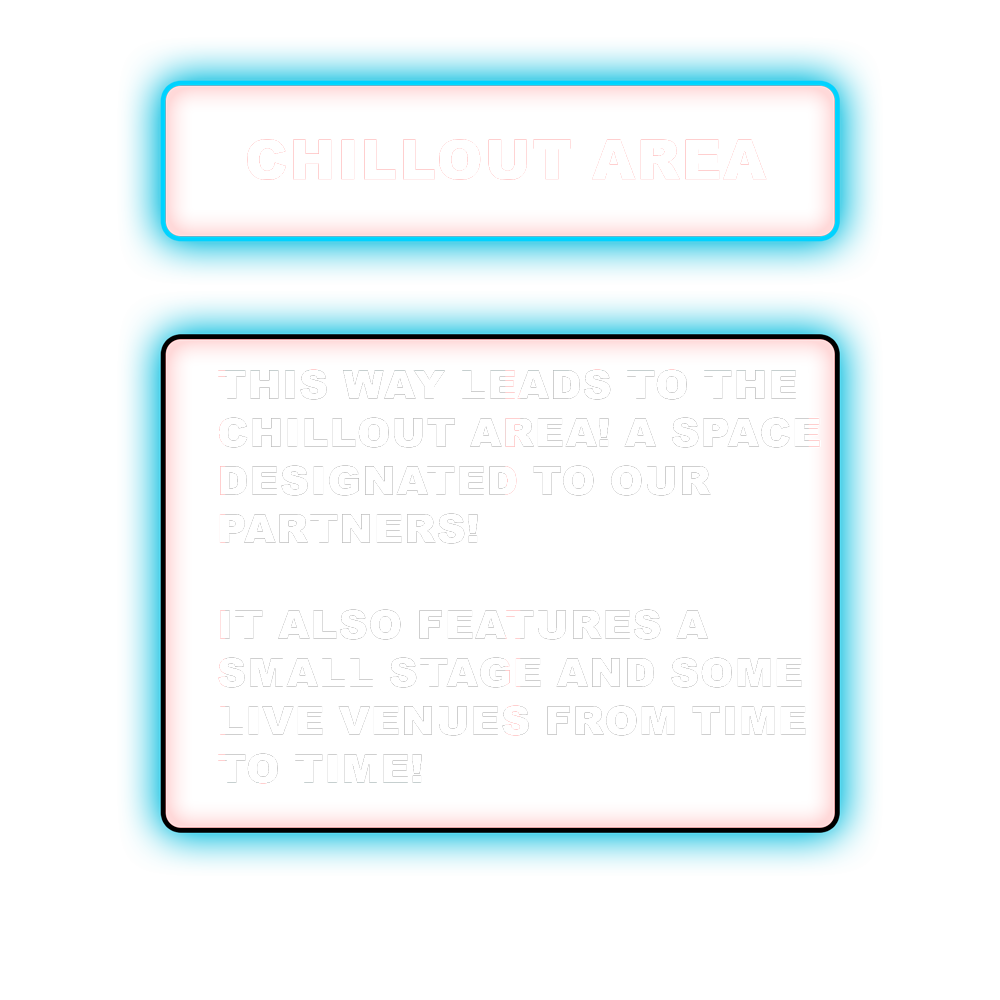 CHILLOUT AREA
THIS WAY LEADS TO THE
CHILLOUT AREA! A SPACE
DESIGNATED TO OUR
PARTNERS!
IT ALSO FEATURES A
SMALL STAGE AND SOME
LIVE VENUES FROM TIME
TO TIME!